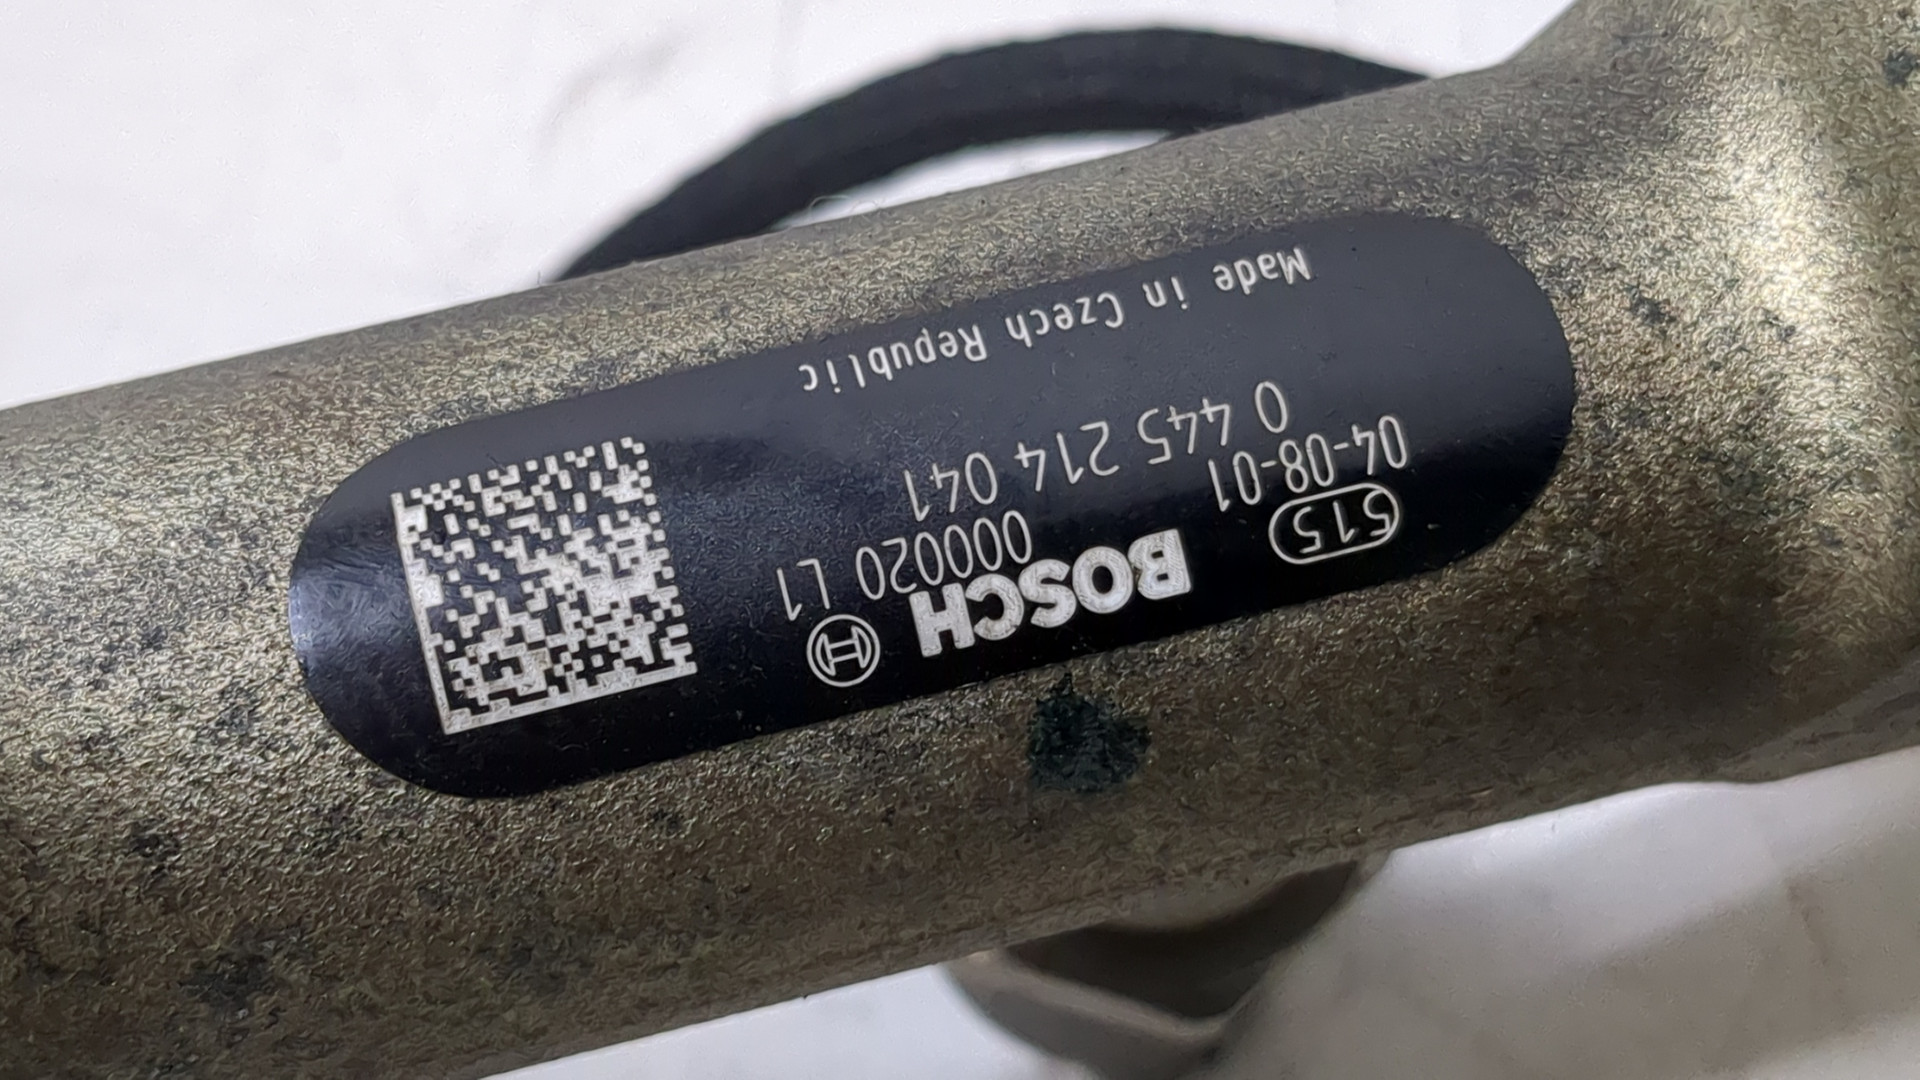 515 BOSCH
04-08-01 000020 L1
0 445 214 041
Made in Czech Republic